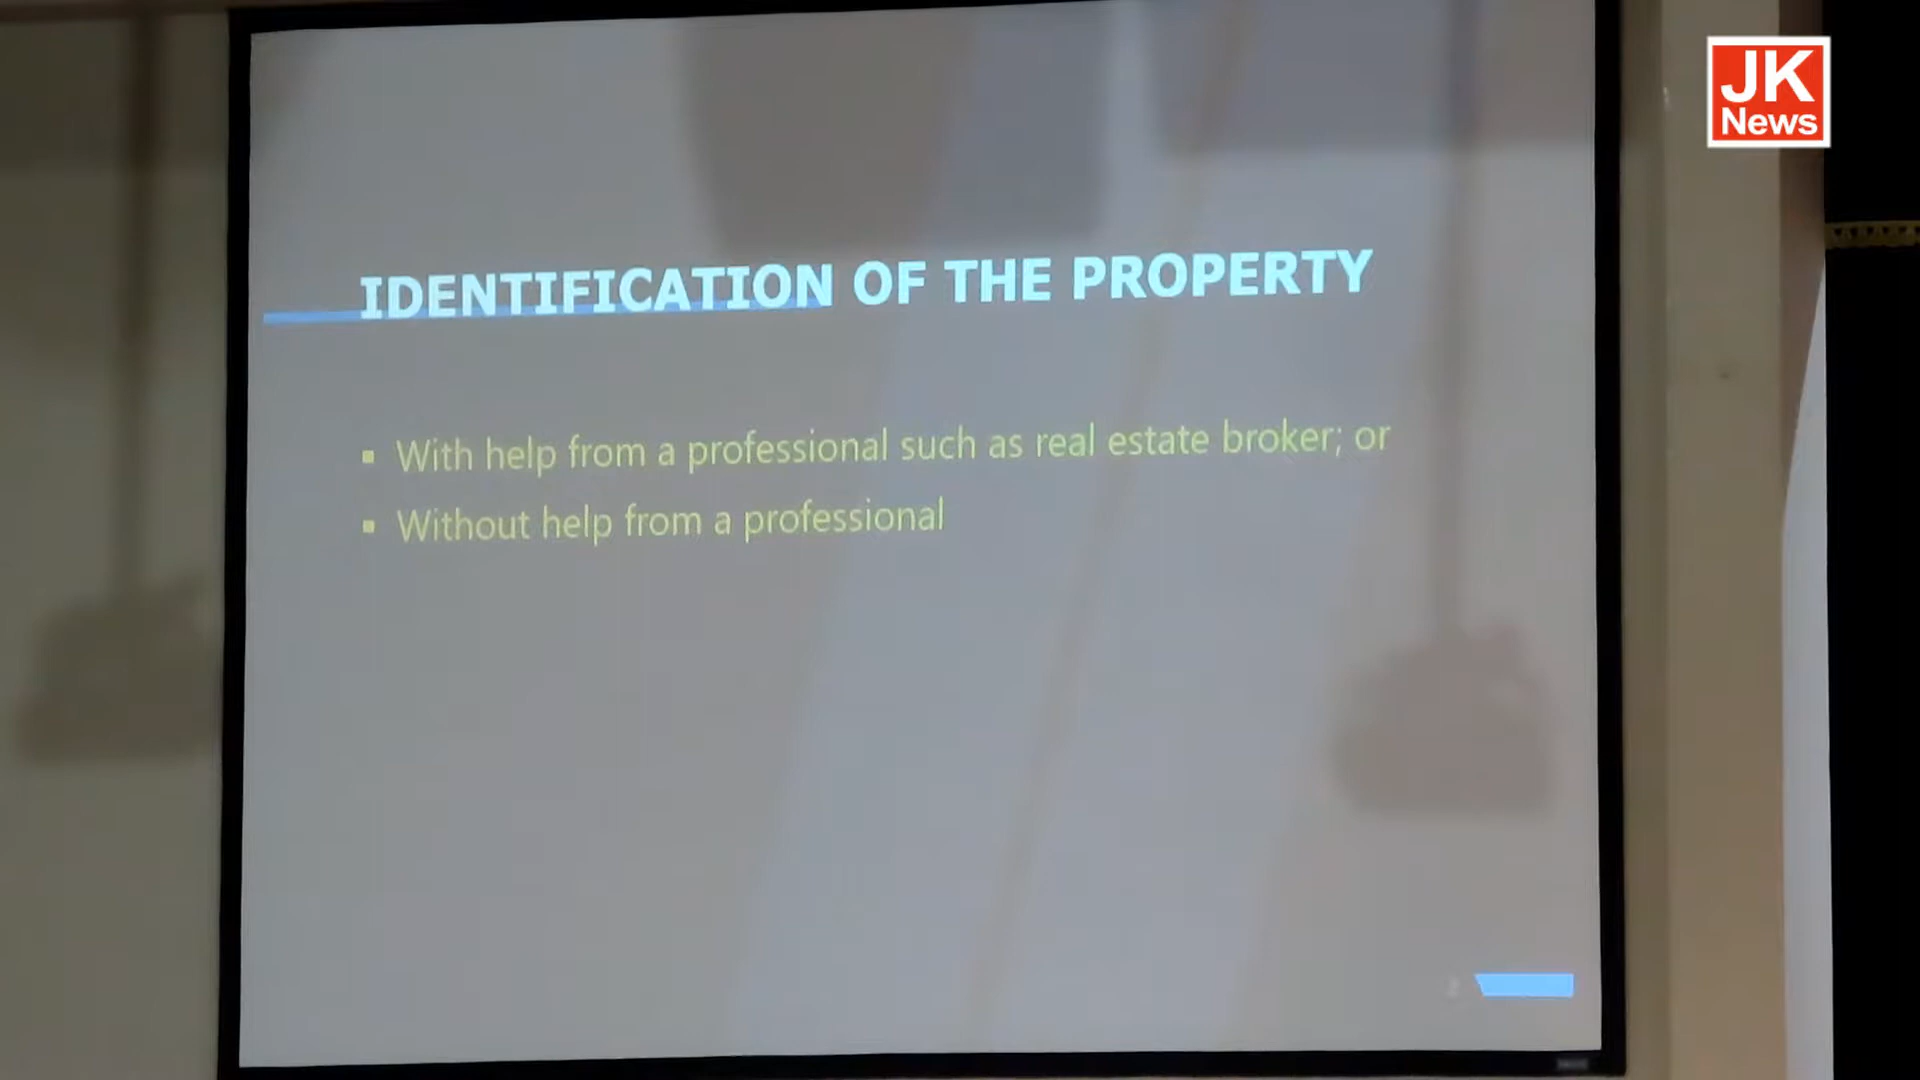 JK
News
IDENTIFICATION OF THE PROPERTY
▪ With help from a professional such as real estate broker; or
▪ Without help from a professional